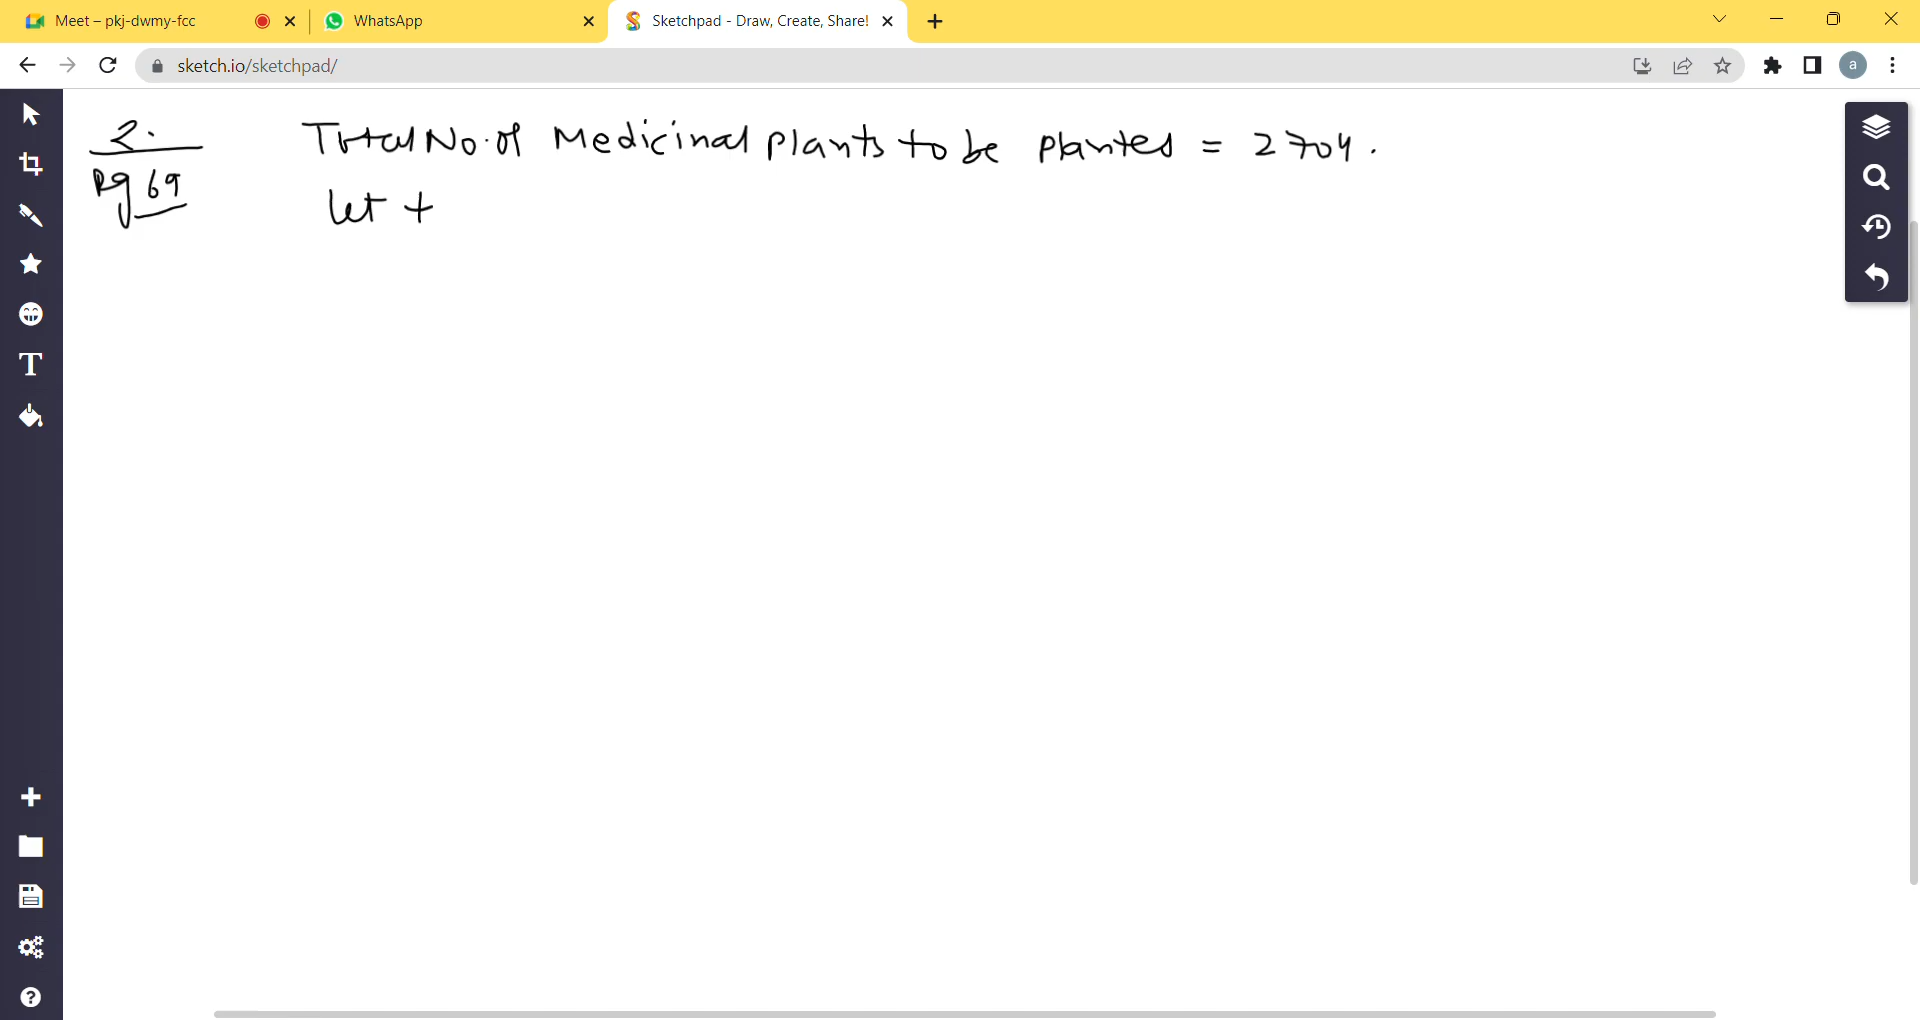 Meet – pkj-dwmy-fcc
WhatsApp
Sketchpad - Draw, Create, Share!
sketch.io/sketchpad/
a
2. Total No. of Medicinal plants to be plantes = 2704.
Pg 69
let t
T
?